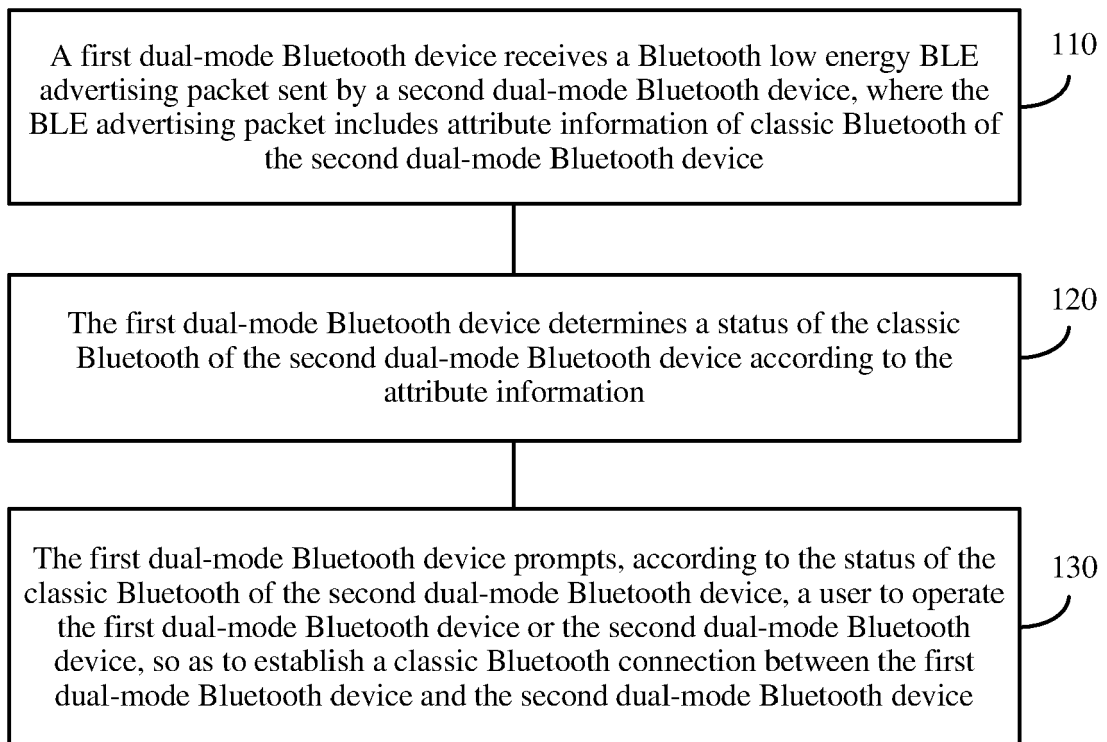 A first dual-mode Bluetooth device receives a Bluetooth low energy BLE
advertising packet sent by a second dual-mode Bluetooth device, where the
BLE advertising packet includes attribute information of classic Bluetooth of
the second dual-mode Bluetooth device
110
The first dual-mode Bluetooth device determines a status of the classic
Bluetooth of the second dual-mode Bluetooth device according to the
attribute information
120
The first dual-mode Bluetooth device prompts, according to the status of the
classic Bluetooth of the second dual-mode Bluetooth device, a user to operate
the first dual-mode Bluetooth device or the second dual-mode Bluetooth
device, so as to establish a classic Bluetooth connection between the first
dual-mode Bluetooth device and the second dual-mode Bluetooth device
130